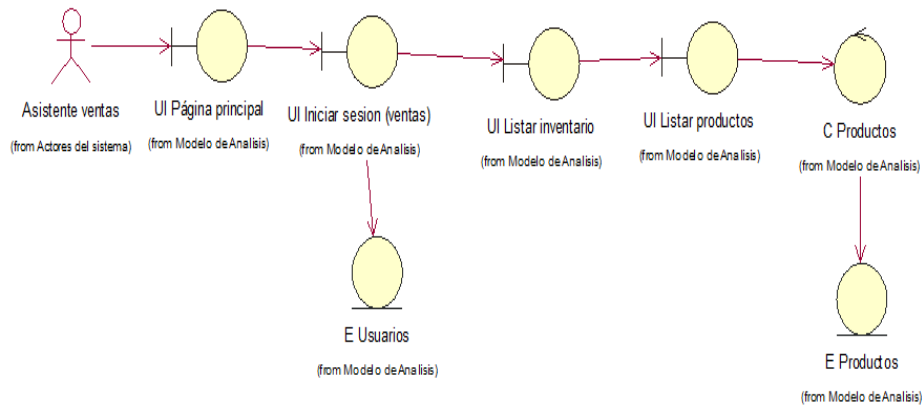 Asistente ventas
(from Actores del sistema)
UI Página principal
(from Modelo de Analisis)
UI Iniciar sesion (ventas)
(from Modelo de Analisis)
UI Listar inventario
(from Modelo de Analisis)
UI Listar productos
(from Modelo de Analisis)
C Productos
(from Modelo de Analisis)
E Usuarios
(from Modelo de Analisis)
E Productos
(from Modelo de Analisis)